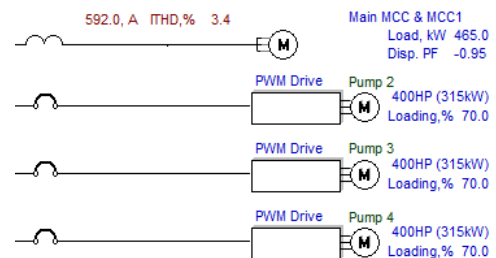 592.0, A ITHD,% 3.4
Main MCC & MCC1
Load, kW 465.0
Disp. PF -0.95
M
PWM Drive
Pump 2
400HP (315kW)
M
Loading,% 70.0
PWM Drive
Pump 3
400HP (315kW)
M
Loading,% 70.0
PWM Drive
Pump 4
400HP (315kW)
M
Loading,% 70.0